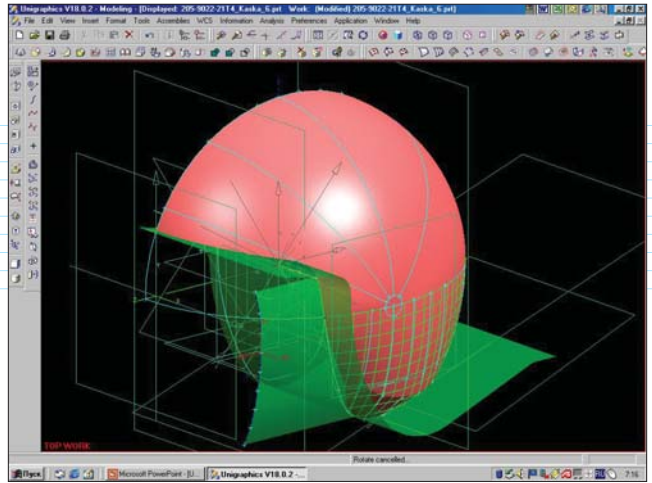 Unigraphics V18.0.2 - Modeling - [Displayed: 205-9022-21T4_Kaska_6.prt Work: (Modified) 205-9022-21T4_Kaska_6.prt]
File Edit View Insert Format Tools Assemblies WCS Information Analysis Preferences Application Window Help
TOP WORK
Rotate cancelled...
Пуск
Microsoft PowerPoint - [U...
Unigraphics V18.0.2 -...
7:16